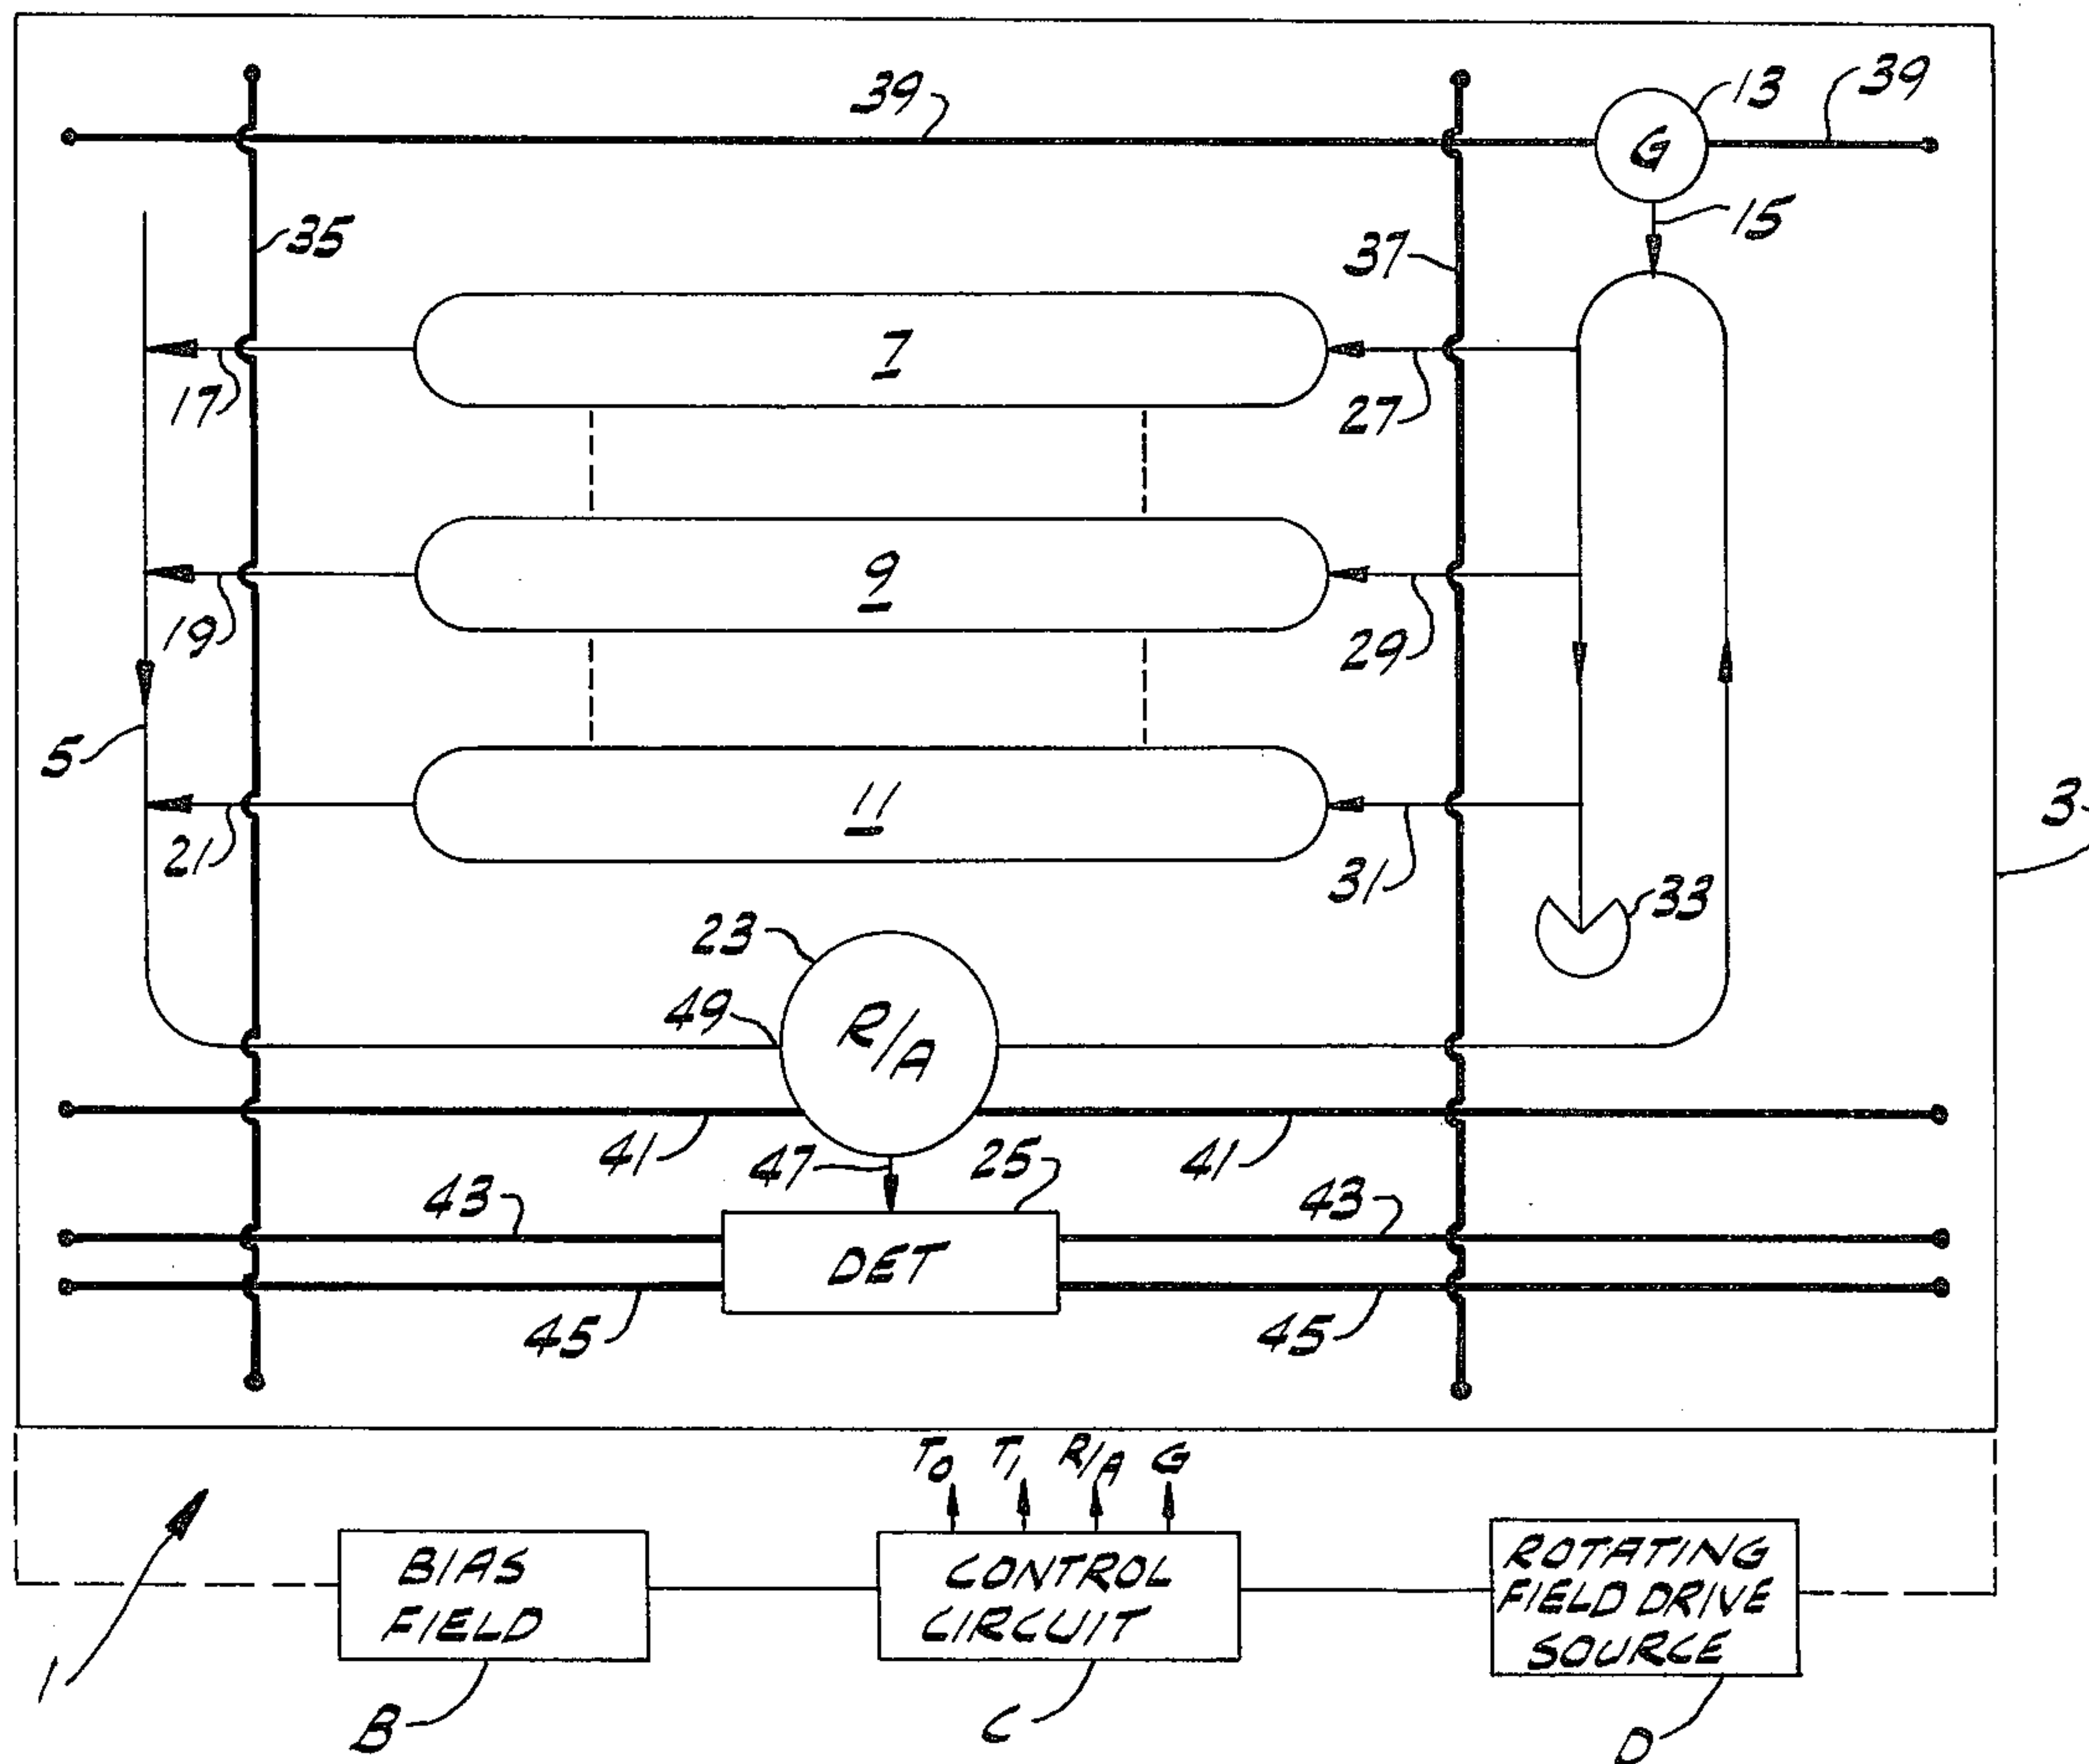 39
13
39
G
15
35
37
7
17
27
9
19
29
5
3
11
21
31
33
23
49
R/A
41
47
25
41
43
43
DET
45
45
T0 T1 R/A G
BIAS
FIELD
CONTROL
CIRCUIT
ROTATING
FIELD DRIVE
SOURCE
1
B
C
D